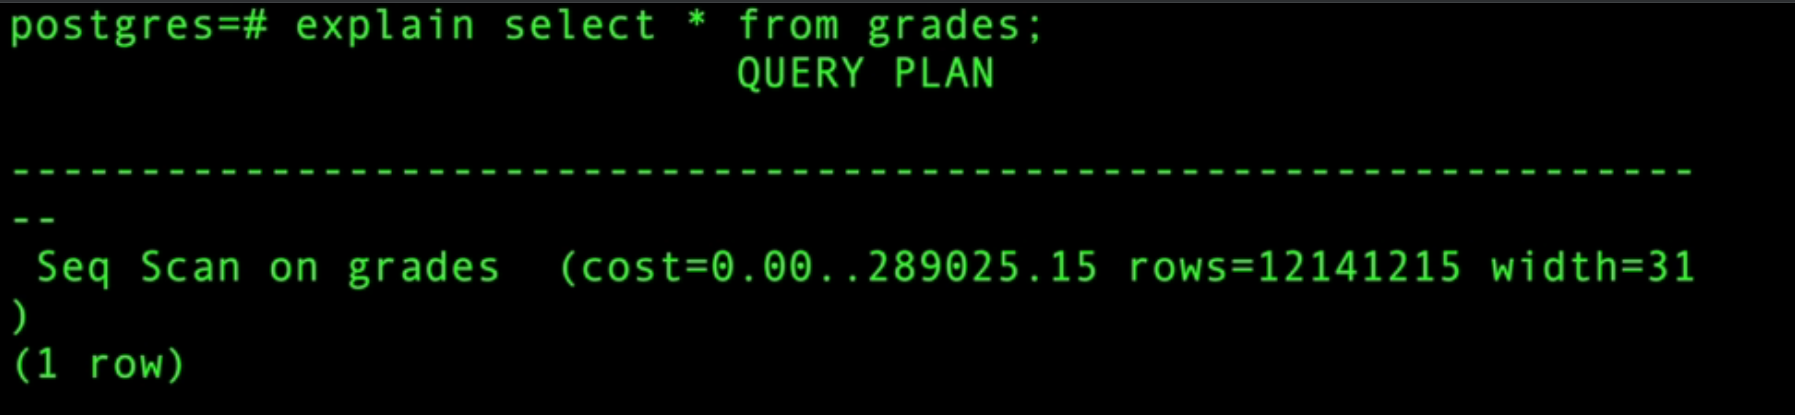 postgres=# explain select * from grades;
QUERY PLAN
-----------------------------------------------------------------
--
Seq Scan on grades  (cost=0.00..289025.15 rows=12141215 width=31
)
(1 row)